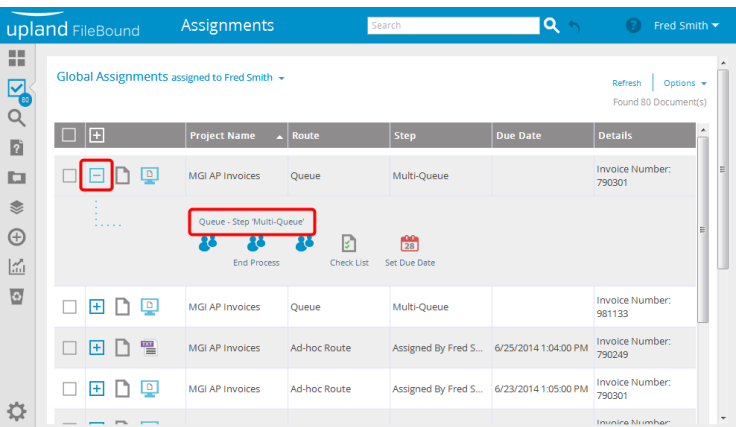 upland FileBound Assignments Search ? Fred Smith
Global Assignments assigned to Fred Smith
Refresh Options
Found 80 Document(s)
80
Project Name Route Step Due Date Details
MGI AP Invoices Queue Multi-Queue Invoice Number:
790301
Queue - Step 'Multi-Queue'
28
End Process Check List Set Due Date
MGI AP Invoices Queue Multi-Queue Invoice Number:
981133
TXT MGI AP Invoices Ad-hoc Route Assigned By Fred S... 6/25/2014 1:04:00 PM Invoice Number:
790249
MGI AP Invoices Ad-hoc Route Assigned By Fred S... 6/23/2014 1:05:00 PM Invoice Number:
790301
Invoice Number: